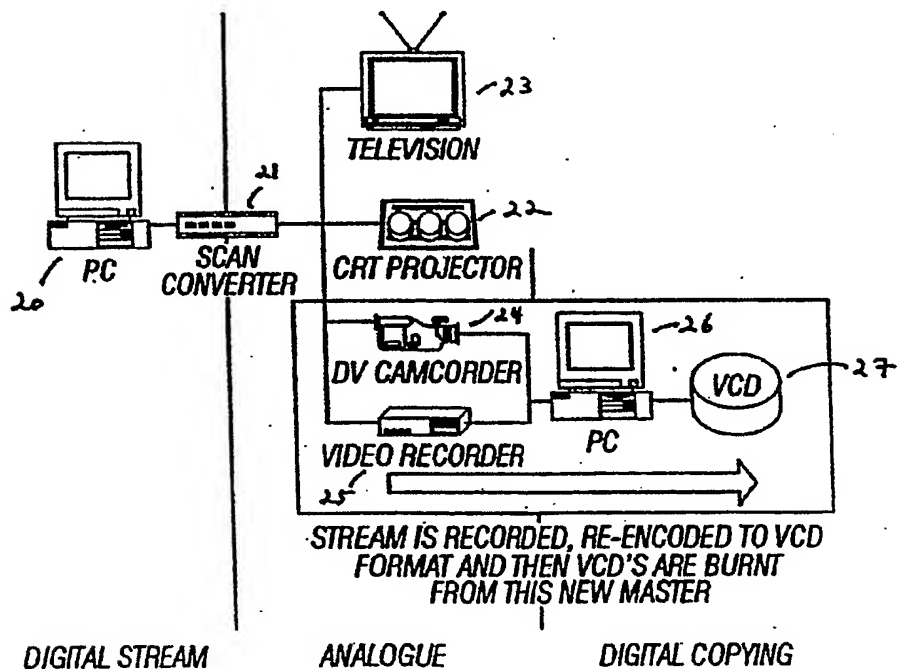 23
TELEVISION
21
22
20
PC
SCAN
CONVERTER
CRT PROJECTOR
24
26
DV CAMCORDER
VCD
27
PC
VIDEO RECORDER
25
STREAM IS RECORDED, RE-ENCODED TO VCD
FORMAT AND THEN VCD'S ARE BURNT
FROM THIS NEW MASTER
DIGITAL STREAM
ANALOGUE
DIGITAL COPYING